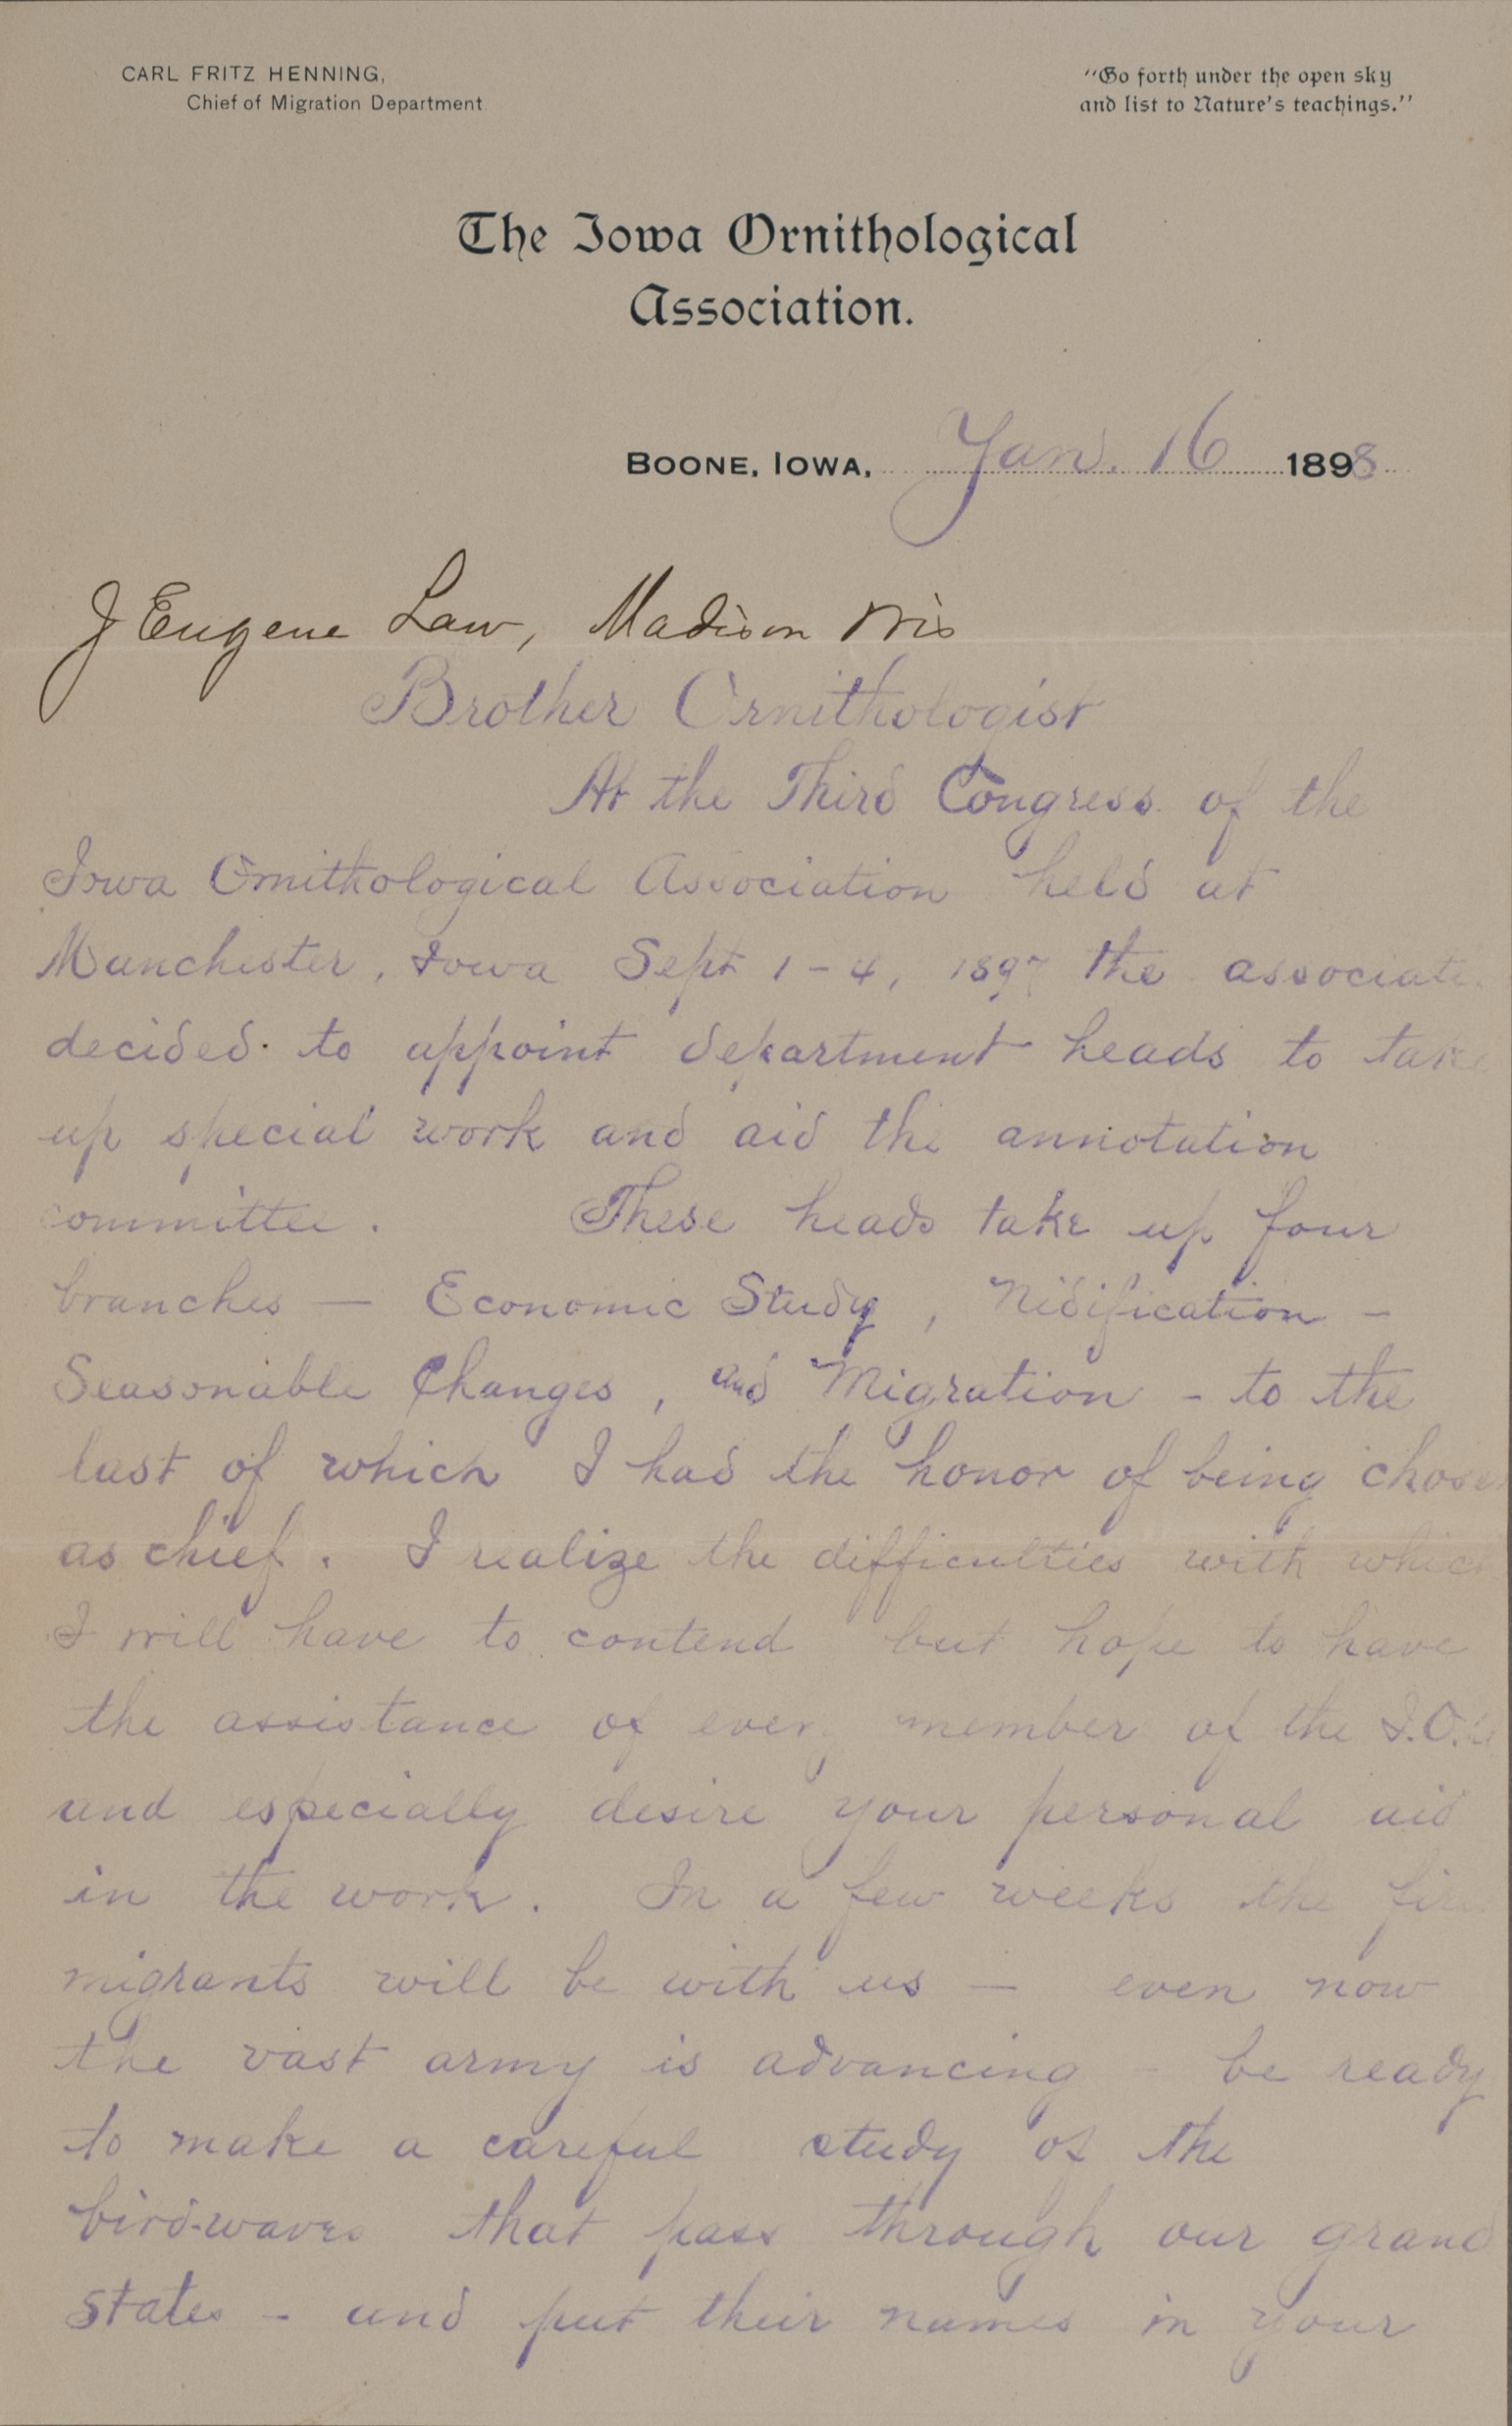 CARL FRITZ HENNING,
Chief of Migration Department.
"Go forth under the open sky
and list to Nature's teachings."
The Iowa Ornithological
Association.
BOONE, IOWA, Jan. 16 1898
J Eugene Law, Madison Wis
Brother Ornithologist
At the Third Congress of the
Iowa Ornithological Association held at
Manchester, Iowa Sept 1-4, 1897 the associati
decided to appoint department heads to take
up special work and aid the annotation
committee. These heads take up four
branches — Economic Study, Nidification -
Seasonable Changes, and Migration - to the
last of which I had the honor of being chosen
as chief. I realize the difficulties with which
I will have to contend but hope to have
the assistance of every member of the I.O.A
and especially desire your personal aid
in the work. In a few weeks the
migrants will be with us — even now
the vast army is advancing - be ready
to make a careful study of the
bird-waves that pass through our grand
states - and put their names in your